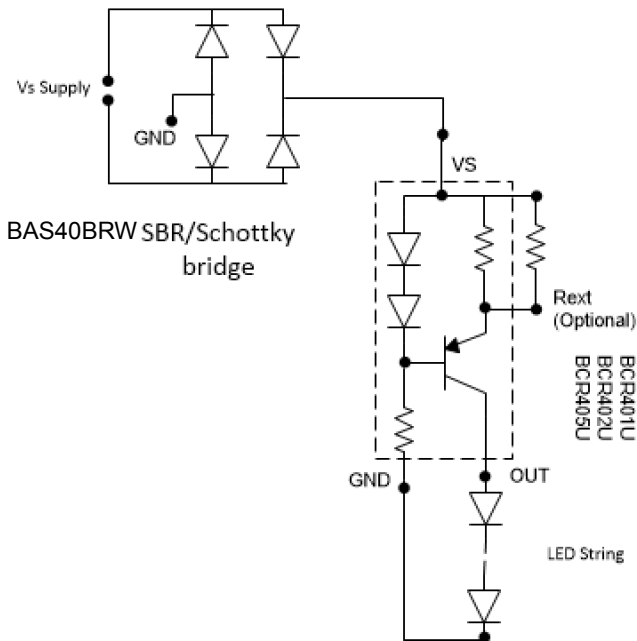 Vs Supply
GND
VS
BAS40BRW SBR/Schottky
bridge
Rext
(Optional)
BCR401U
BCR402U
BCR405U
GND
OUT
LED String